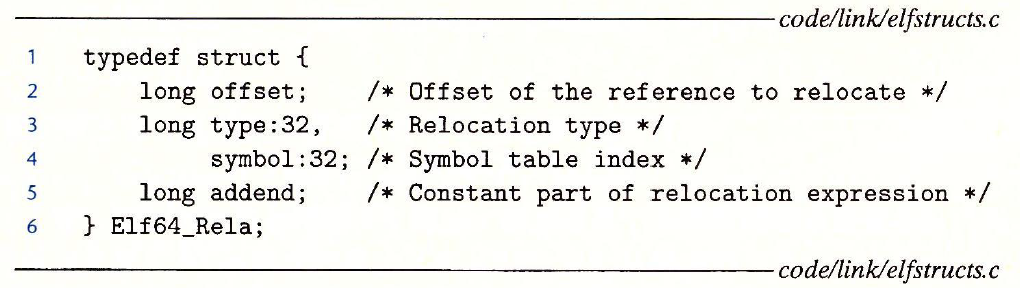 code/link/elfstructs.c
1 typedef struct {
2 long offset; /* Offset of the reference to relocate */
3 long type:32, /* Relocation type */
4 symbol:32; /* Symbol table index */
5 long addend; /* Constant part of relocation expression */
6 } Elf64_Rela;
code/link/elfstructs.c